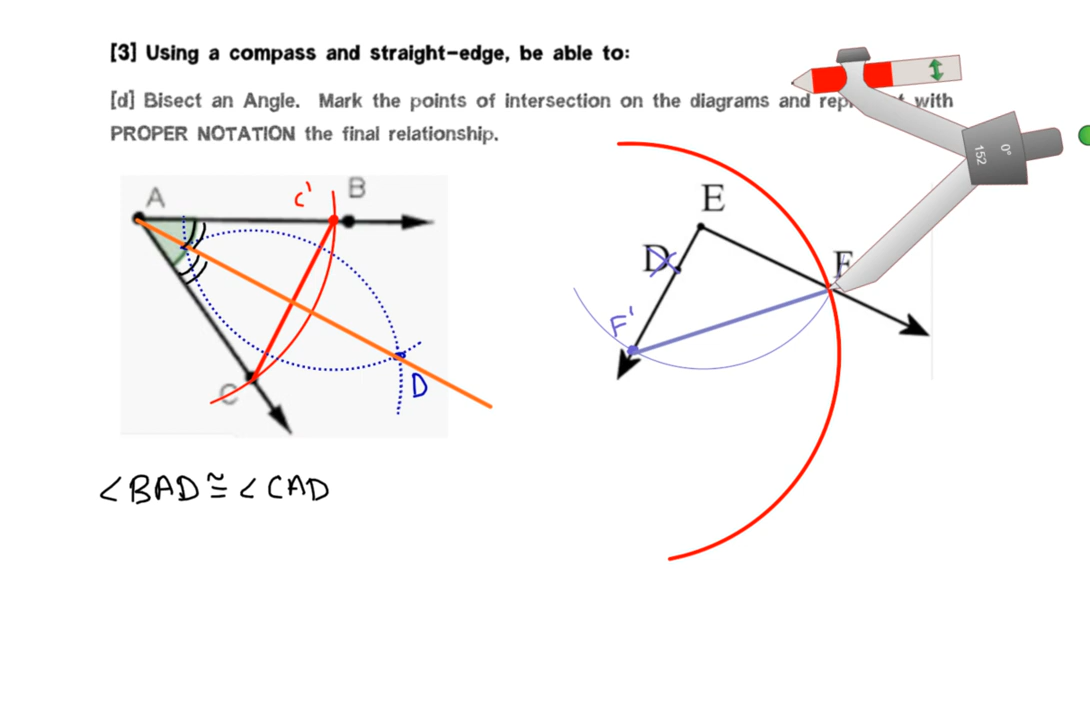 [3] Using a compass and straight-edge, be able to:
[d] Bisect an Angle. Mark the points of intersection on the diagrams and with
PROPER NOTATION the final relationship.
A
C'
B
C
D
E
D
F
F'
0°
152
∠BAD ≅ ∠CAD